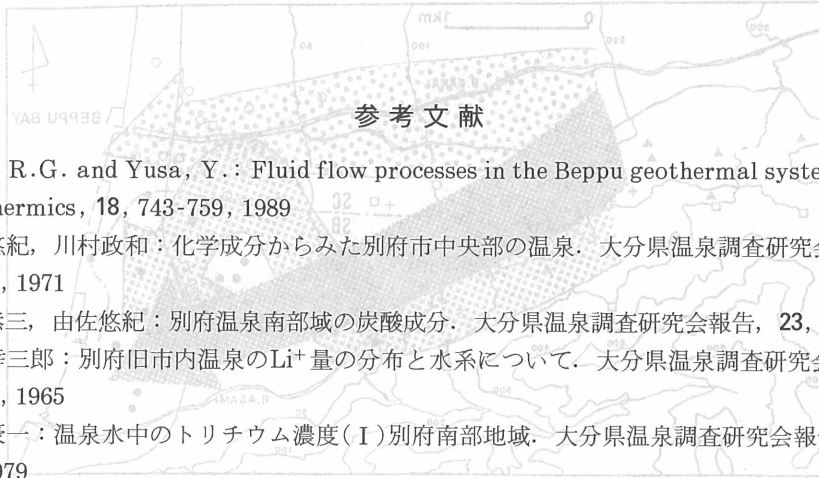 参考文献
R.G. and Yusa, Y.: Fluid flow processes in the Beppu geothermal syste
ermics, 18, 743-759, 1989
紀，川村政和：化学成分からみた別府市中央部の温泉．大分県温泉調査研究会
, 1971
三，由佐悠紀：別府温泉南部域の炭酸成分．大分県温泉調査研究会報告，23，
三郎：別府旧市内温泉のLi⁺量の分布と水系について．大分県温泉調査研究会
, 1965
一：温泉水中のトリチウム濃度(Ⅰ)別府南部地域．大分県温泉調査研究会報
979
BEPPU BAY
1km
0